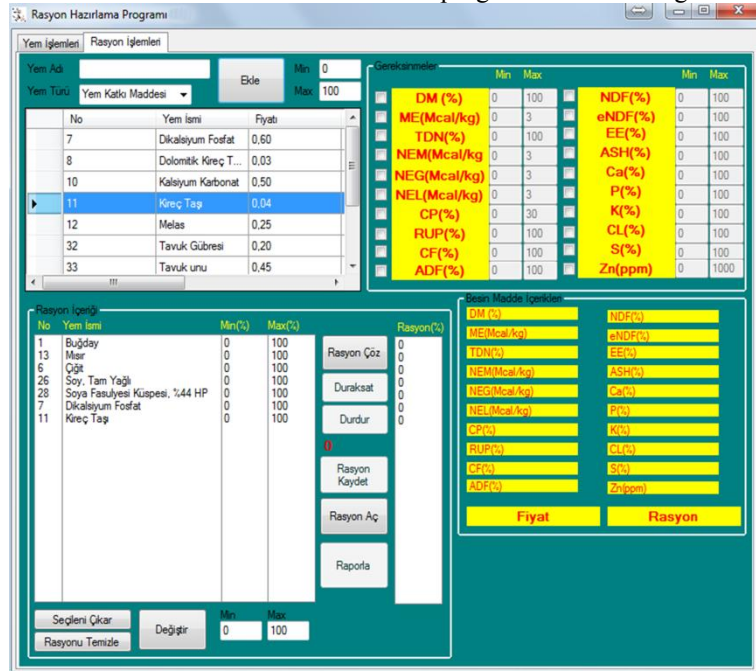 Rasyon Hazırlama Programı
Yem İşlemleri Rasyon İşlemleri
Yem Adı Ekle Min 0
Yem Türü Yem Katkı Maddesi Max 100
No Yem İsmi Fiyatı
7 Dikalsiyum Fosfat 0,60
8 Dolomitik Kireç T... 0,03
10 Kalsiyum Karbonat 0,50
11 Kireç Taşı 0,04
12 Melas 0,25
32 Tavuk Gübresi 0,20
33 Tavuk unu 0,45
Gereksinmeler
Min Max Min Max
DM (%) 0 100 NDF(%) 0 100
ME(Mcal/kg) 0 3 eNDF(%) 0 100
TDN(%) 0 100 EE(%) 0 100
NEM(Mcal/kg 0 3 ASH(%) 0 100
NEG(Mcal/kg) 0 3 Ca(%) 0 100
NEL(Mcal/kg) 0 3 P(%) 0 100
CP(%) 0 30 K(%) 0 100
RUP(%) 0 100 CL(%) 0 100
CF(%) 0 100 S(%) 0 100
ADF(%) 0 100 Zn(ppm) 0 1000
Rasyon İçeriği
No Yem İsmi Min(%) Max(%) Rasyon(%)
1 Buğday 0 100 0
13 Mısır 0 100 0
6 Çiğit 0 100 0
26 Soy, Tam Yağlı 0 100 0
28 Soya Fasulyesi Küspesi, %44 HP 0 100 0
7 Dikalsiyum Fosfat 0 100 0
11 Kireç Taşı 0 100 0
Rasyon Çöz
Duraksat
Durdur
0
Rasyon
Kaydet
Rasyon Aç
Raporla
Seçileni Çıkar
Rasyonu Temizle
Değiştir
Min Max
0 100
Besin Madde İçerikleri
DM (%) NDF(%)
ME(Mcal/kg) eNDF(%)
TDN(%) EE(%)
NEM(Mcal/kg) ASH(%)
NEG(Mcal/kg) Ca(%)
NEL(Mcal/kg) P(%)
CP(%) K(%)
RUP(%) CL(%)
CF(%) S(%)
ADF(%) Zn(ppm)
Fiyat Rasyon